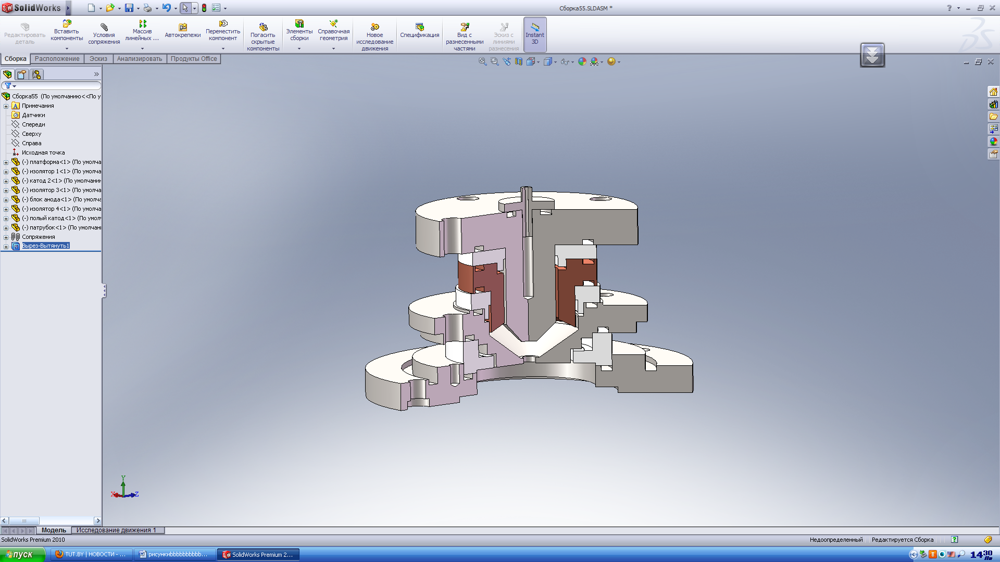 SolidWorks
Сборка55.SLDASM *
Редактировать деталь
Вставить компоненты
Условия сопряжения
Массив линейных ...
Автокрепежи
Переместить компонент
Погасить скрытые компоненты
Элементы сборки
Справочная геометрия
Новое исследование движения
Спецификация
Вид с разнесенными частями
Эскиз с линиями разнесения
Instant 3D
Сборка
Расположение
Эскиз
Анализировать
Продукты Office
Сборка55 (По умолчанию<<По у
Примечания
Датчики
Спереди
Сверху
Справа
Исходная точка
(-) платформа<1> (По умолча
(-) изолятор 1<1> (По умолча
(-) катод 2<1> (По умолчани
(-) изолятор 3<1> (По умолча
(-) блок анода<1> (По умолча
(-) изолятор 4<1> (По умолча
(-) полый катод<1> (По умол
(-) патрубок<1> (По умолчан
Сопряжения
Вырез-Вытянуть1
Y
X
Z
Модель
Исследование движения 1
SolidWorks Premium 2010
Недоопределенный
Редактируется Сборка
пуск
TUT.BY | НОВОСТИ - ...
рисункиbbbbbbbbbb...
SolidWorks Premium 2...
14:30
Пн